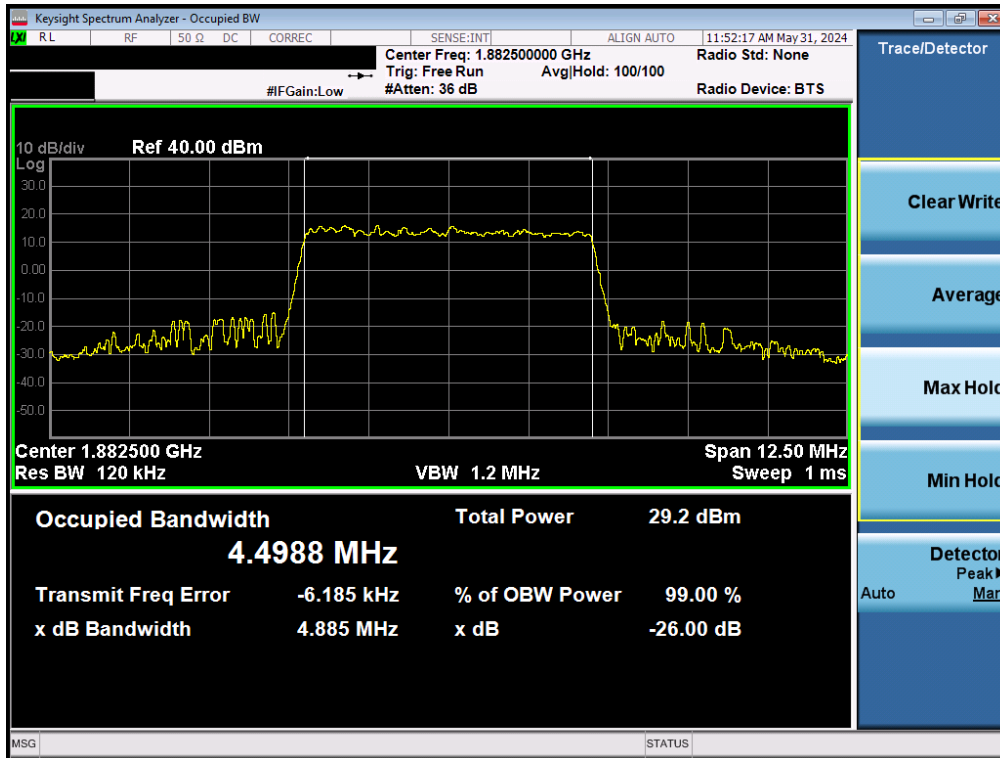 Keysight Spectrum Analyzer - Occupied BW
LXI RL RF 50 Ω DC CORREC SENSE:INT ALIGN AUTO 11:52:17 AM May 31, 2024
Center Freq: 1.882500000 GHz Radio Std: None
Trig: Free Run Avg|Hold: 100/100
#IFGain:Low #Atten: 36 dB Radio Device: BTS
Trace/Detector
10 dB/div Ref 40.00 dBm
Log
30.0
20.0
10.0
0.00
-10.0
-20.0
-30.0
-40.0
-50.0
Center 1.882500 GHz Span 12.50 MHz
Res BW 120 kHz VBW 1.2 MHz Sweep 1 ms
Occupied Bandwidth Total Power 29.2 dBm
4.4988 MHz
Transmit Freq Error -6.185 kHz % of OBW Power 99.00 %
x dB Bandwidth 4.885 MHz x dB -26.00 dB
Clear Write
Average
Max Hold
Min Hold
Detector
Peak
Auto Man
MSG STATUS